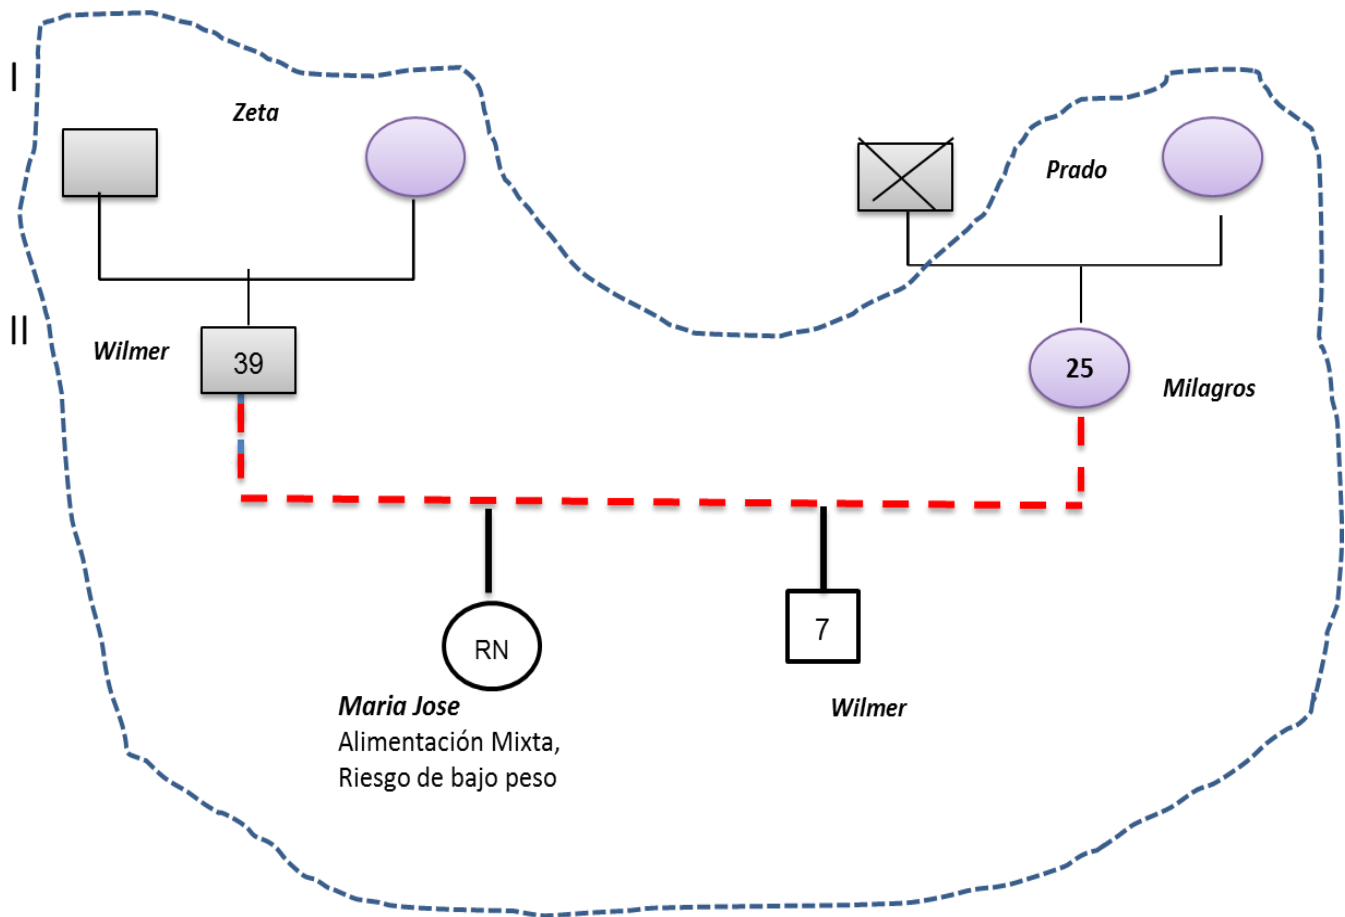 I
Zeta
Prado
II
Wilmer
39
25
Milagros
RN
7
Maria Jose
Alimentación Mixta,
Riesgo de bajo peso
Wilmer